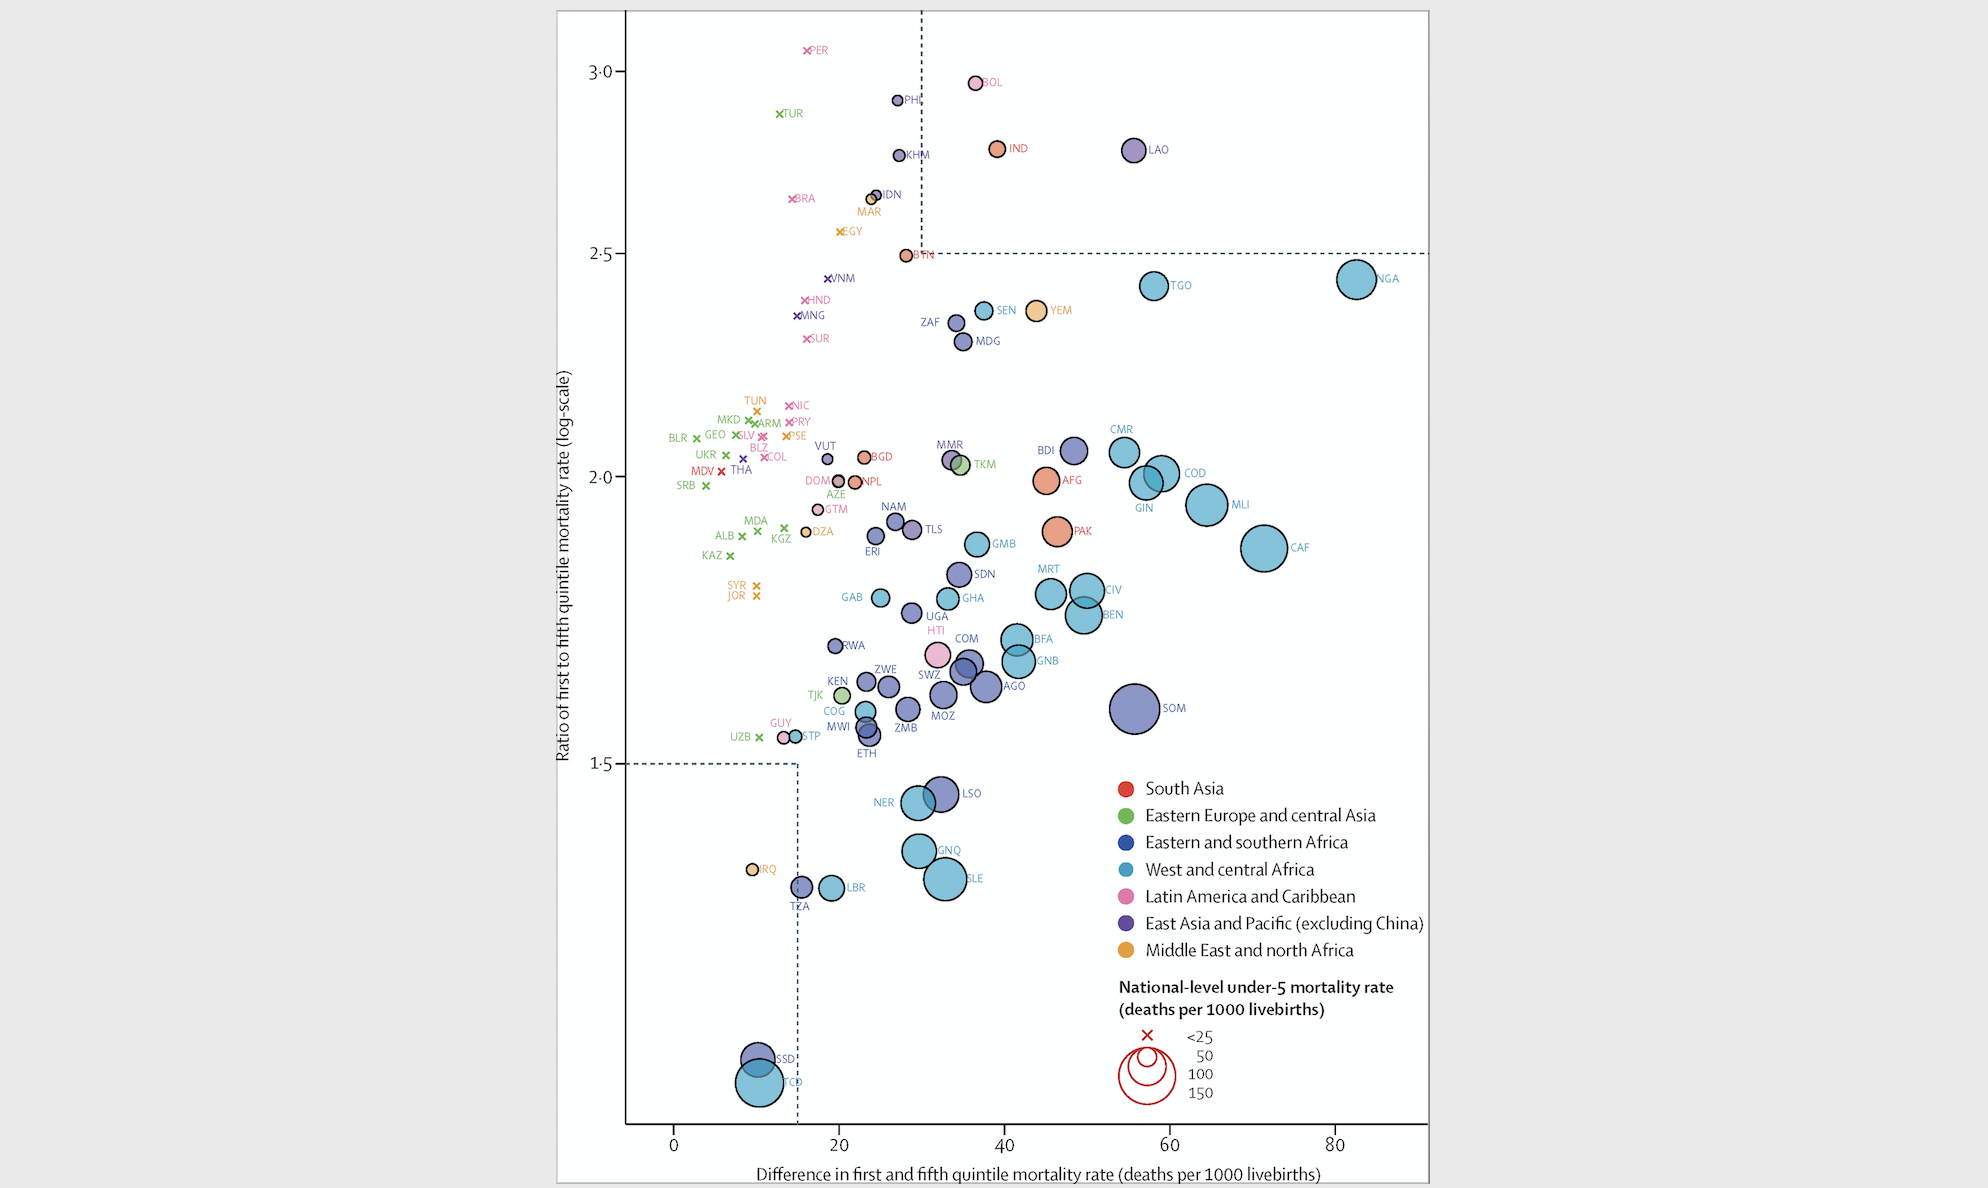 PER
3·0
BOL
PHL
TUR
IND
LAO
KHM
IDN
BRA
MAR
EGY
2·5
BTN
VNM
NGA
TGO
HND
SEN
YEM
MNG
ZAF
SUR
MDG
TUN
NIC
MKD
ARM
PRY
CMR
BLR
GEO
SLV
PSE
BLZ
VUT
MMR
BDI
UKR
COL
BGD
TKM
MDV
THA
COD
2·0
SRB
DOM
NPL
AFG
AZE
GIN
MLI
GTM
NAM
MDA
ALB
KGZ
DZA
TLS
PAK
ERI
GMB
CAF
KAZ
MRT
SDN
SYR
JOR
GAB
GHA
CIV
UGA
BEN
HTI
COM
BFA
RWA
ZWE
SWZ
GNB
KEN
TJK
AGO
COG
MOZ
SOM
GUY
MWI
ZMB
UZB
STP
ETH
1·5
NER
LSO
GNQ
IRQ
SLE
LBR
TZA
SSD
TCD
Ratio of first to fifth quintile mortality rate (log-scale)
South Asia
Eastern Europe and central Asia
Eastern and southern Africa
West and central Africa
Latin America and Caribbean
East Asia and Pacific (excluding China)
Middle East and north Africa
National-level under-5 mortality rate
(deaths per 1000 livebirths)
<25
50
100
150
0 20 40 60 80
Difference in first and fifth quintile mortality rate (deaths per 1000 livebirths)